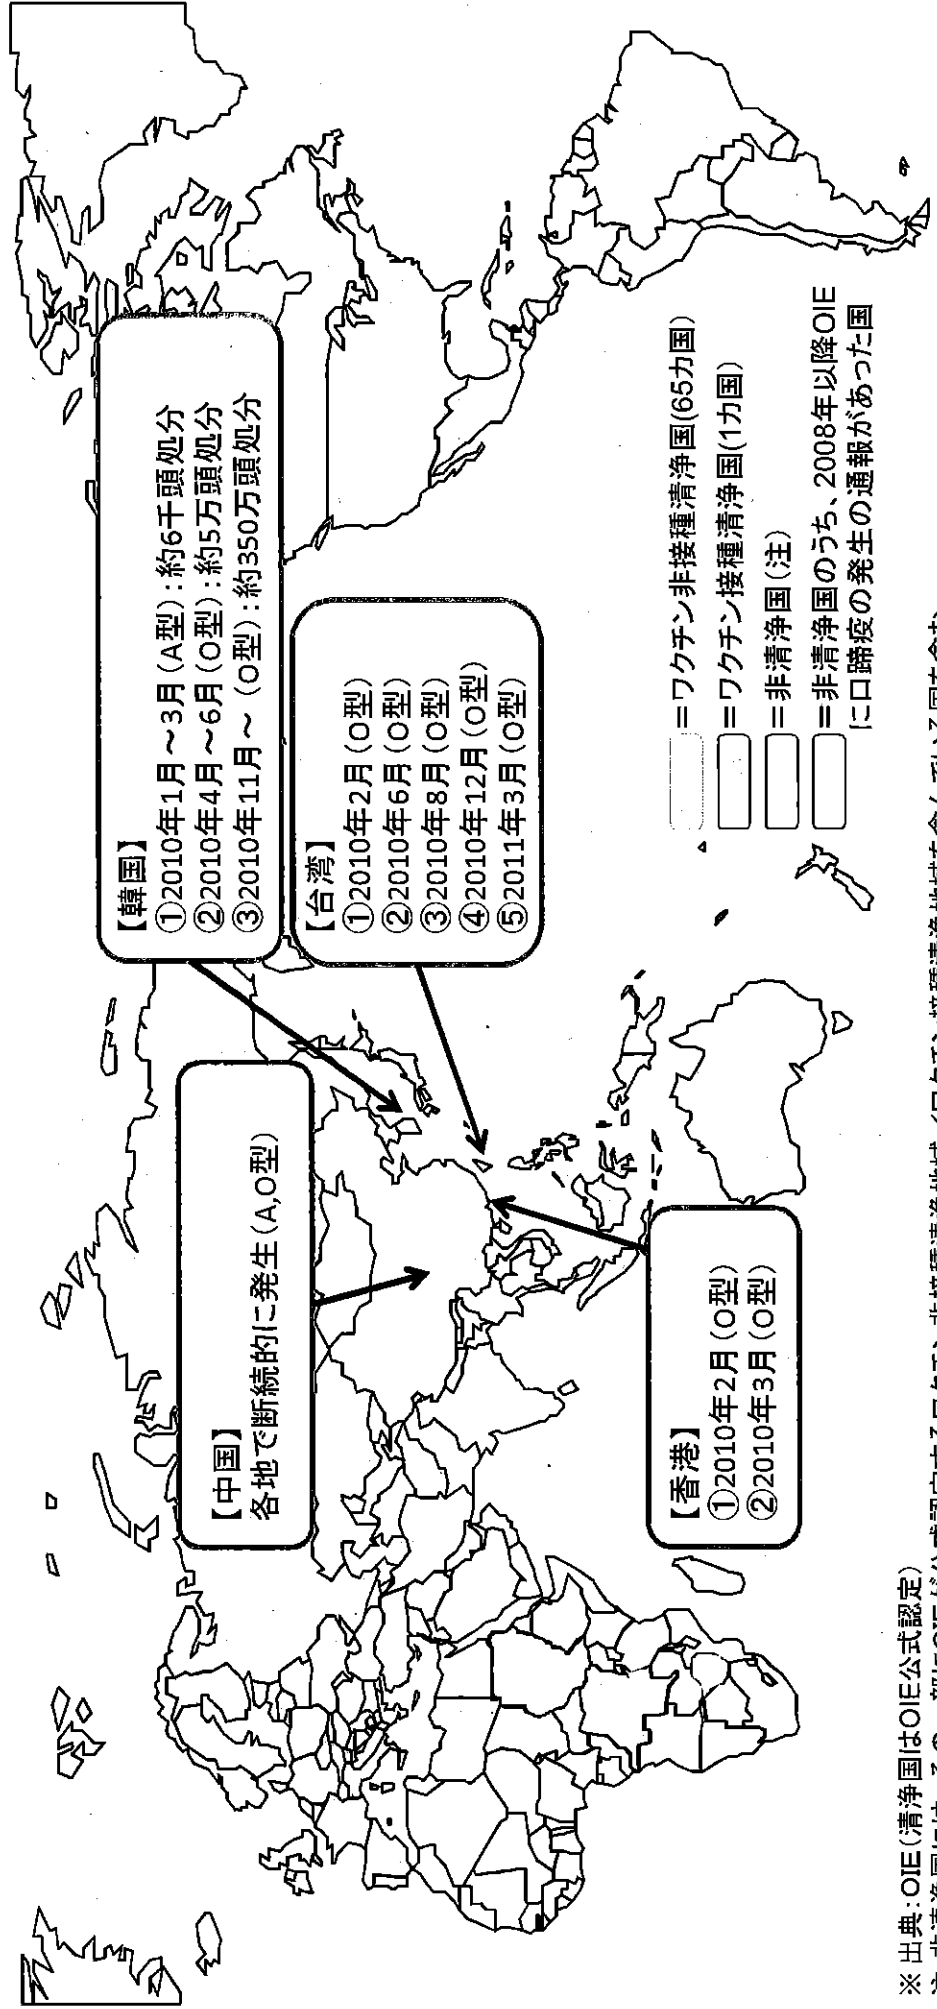 【韓国】
①2010年1月~3月(A型):約6千頭処分
②2010年4月~6月(O型):約5万頭処分
③2010年11月~ (O型):約350万頭処分
【台湾】
①2010年2月(O型)
②2010年6月(O型)
③2010年8月(O型)
④2010年12月(O型)
⑤2011年3月(O型)
【中国】
各地で断続的に発生(A,O型)
【香港】
①2010年2月(O型)
②2010年3月(O型)
=ワクチン非接種清浄国(65カ国)
=ワクチン接種清浄国(1カ国)
=非清浄国(注)
=非清浄国のうち、2008年以降OIE
に口蹄疫の発生の通報があった国
※出典:OIE(清浄国はOIE公式認定)